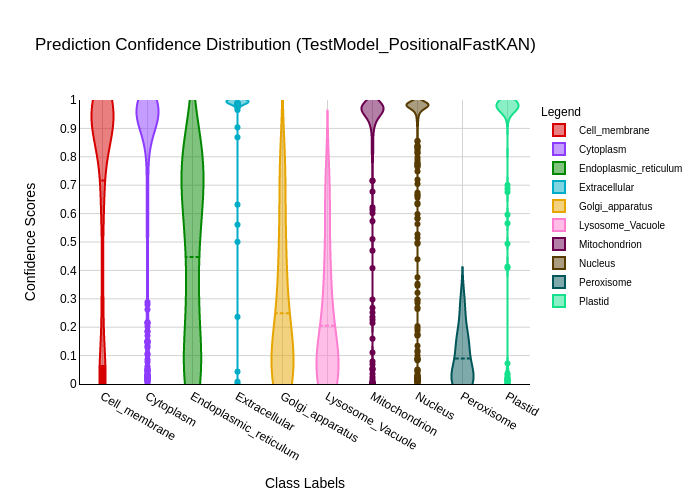 Prediction Confidence Distribution (TestModel_PositionalFastKAN)
Confidence Scores
1
0.9
0.8
0.7
0.6
0.5
0.4
0.3
0.2
0.1
0
Cell_membrane
Cytoplasm
Endoplasmic_reticulum
Extracellular
Golgi_apparatus
Lysosome_Vacuole
Mitochondrion
Nucleus
Peroxisome
Plastid
Class Labels
Legend
Cell_membrane
Cytoplasm
Endoplasmic_reticulum
Extracellular
Golgi_apparatus
Lysosome_Vacuole
Mitochondrion
Nucleus
Peroxisome
Plastid